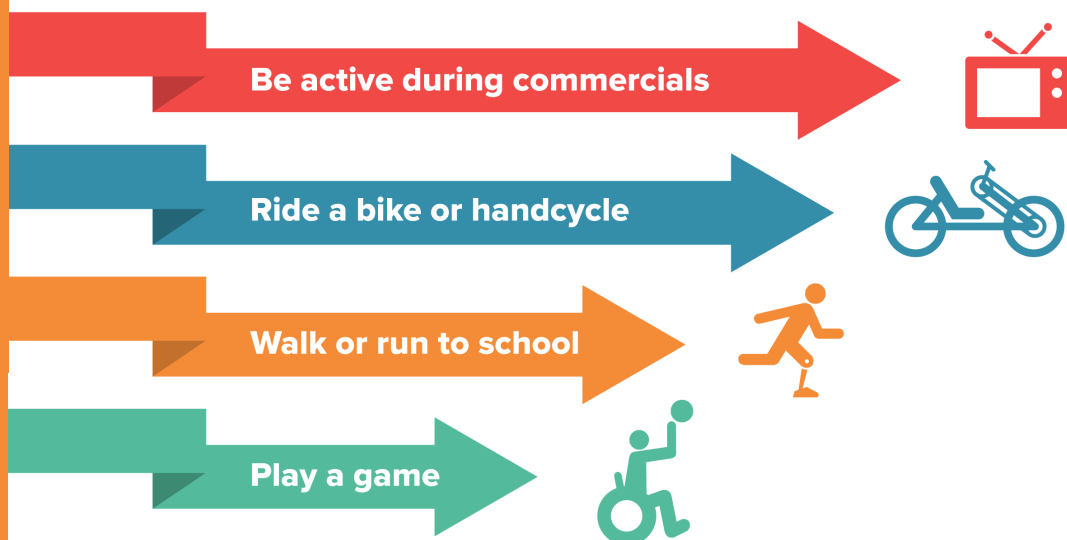 Be active during commercials
Ride a bike or handcycle
Walk or run to school
Play a game